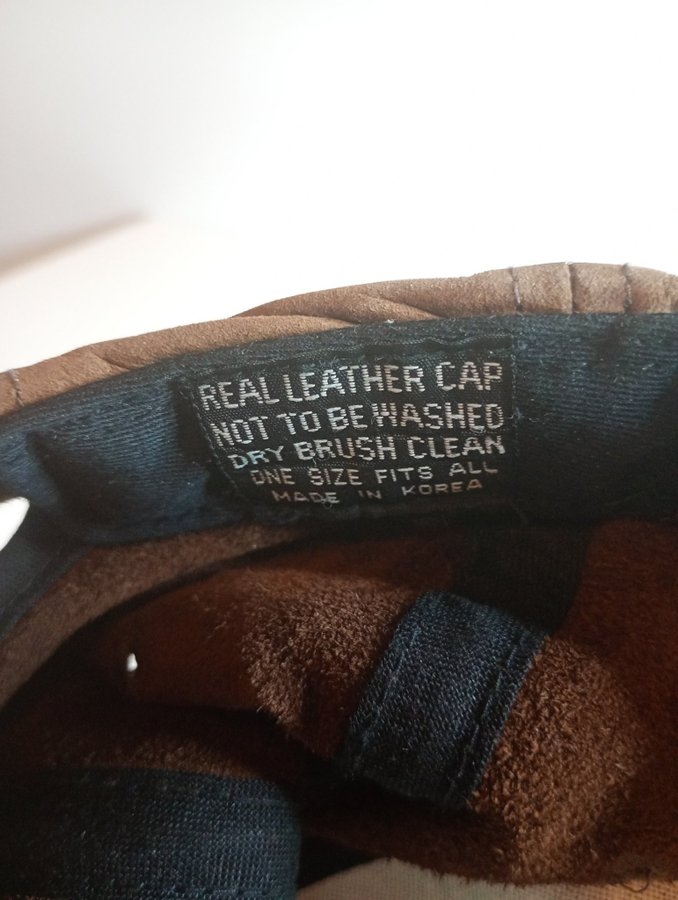 REAL LEATHER CAP
NOT TO BE WASHED
DRY BRUSH CLEAN
ONE SIZE FITS ALL
MADE IN KOREA